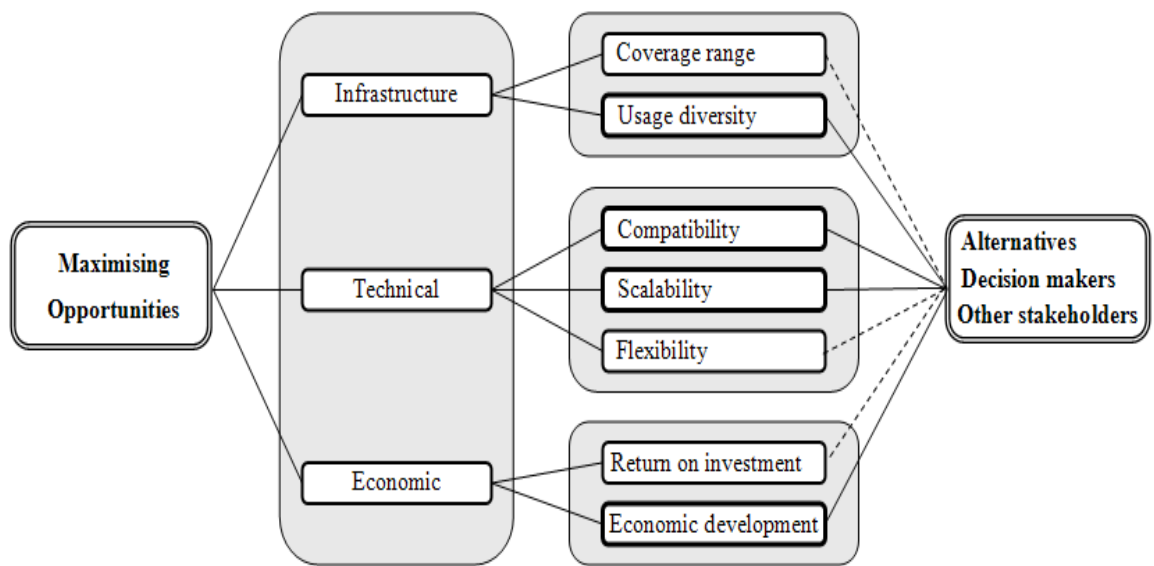 Maximising
Opportunities
Infrastructure
Technical
Economic
Coverage range
Usage diversity
Compatibility
Scalability
Flexibility
Return on investment
Economic development
Alternatives
Decision makers
Other stakeholders